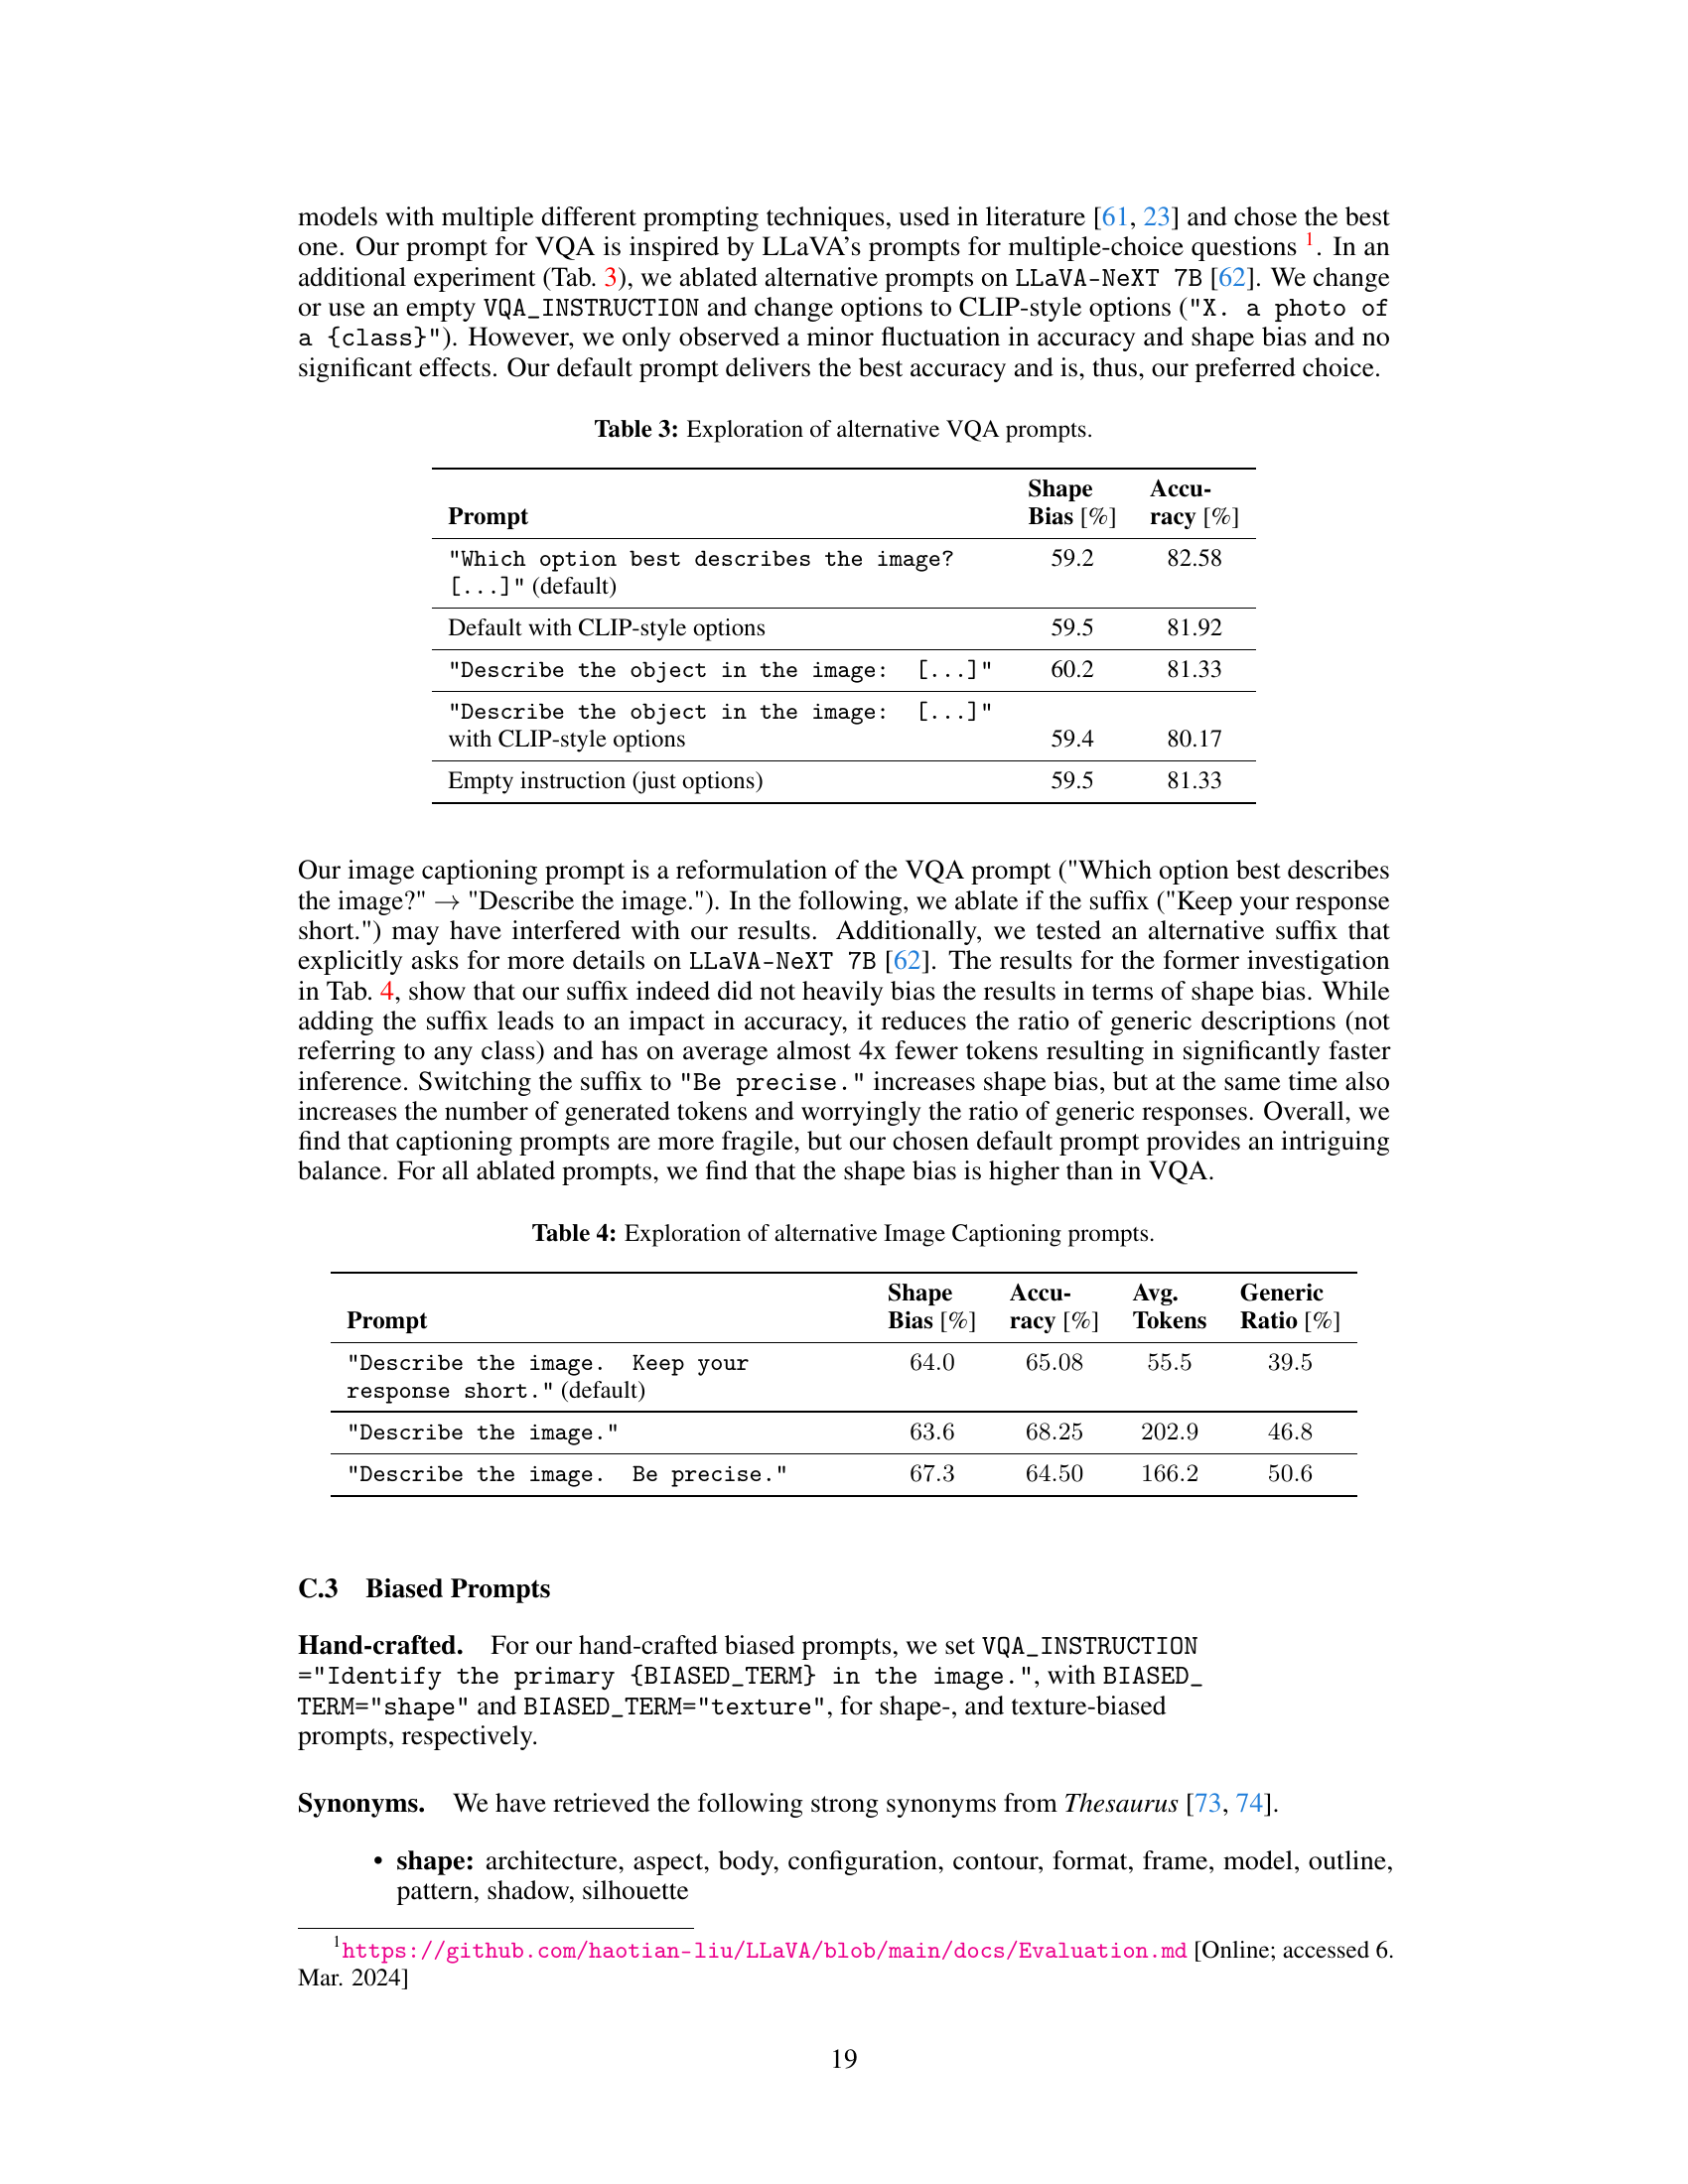 models with multiple different prompting techniques, used in literature [61, 23] and chose the best
one. Our prompt for VQA is inspired by LLaVA's prompts for multiple-choice questions 1. In an
additional experiment (Tab. 3), we ablated alternative prompts on LLaVA-NeXT 7B [62]. We change
or use an empty VQA_INSTRUCTION and change options to CLIP-style options ("X. a photo of
a {class}"). However, we only observed a minor fluctuation in accuracy and shape bias and no
significant effects. Our default prompt delivers the best accuracy and is, thus, our preferred choice.
Table 3: Exploration of alternative VQA prompts.
Shape Accu-
Prompt Bias [%] racy [%]
"Which option best describes the image? 59.2 82.58
[...]" (default)
Default with CLIP-style options 59.5 81.92
"Describe the object in the image: [...]" 60.2 81.33
"Describe the object in the image: [...]"
with CLIP-style options 59.4 80.17
Empty instruction (just options) 59.5 81.33
Our image captioning prompt is a reformulation of the VQA prompt ("Which option best describes
the image?" → "Describe the image."). In the following, we ablate if the suffix ("Keep your response
short.") may have interfered with our results. Additionally, we tested an alternative suffix that
explicitly asks for more details on LLaVA-NeXT 7B [62]. The results for the former investigation
in Tab. 4, show that our suffix indeed did not heavily bias the results in terms of shape bias. While
adding the suffix leads to an impact in accuracy, it reduces the ratio of generic descriptions (not
referring to any class) and has on average almost 4x fewer tokens resulting in significantly faster
inference. Switching the suffix to "Be precise." increases shape bias, but at the same time also
increases the number of generated tokens and worryingly the ratio of generic responses. Overall, we
find that captioning prompts are more fragile, but our chosen default prompt provides an intriguing
balance. For all ablated prompts, we find that the shape bias is higher than in VQA.
Table 4: Exploration of alternative Image Captioning prompts.
Shape Accu- Avg. Generic
Prompt Bias [%] racy [%] Tokens Ratio [%]
"Describe the image. Keep your 64.0 65.08 55.5 39.5
response short." (default)
"Describe the image." 63.6 68.25 202.9 46.8
"Describe the image. Be precise." 67.3 64.50 166.2 50.6
C.3 Biased Prompts
Hand-crafted. For our hand-crafted biased prompts, we set VQA_INSTRUCTION
="Identify the primary {BIASED_TERM} in the image.", with BIASED_
TERM="shape" and BIASED_TERM="texture", for shape-, and texture-biased
prompts, respectively.
Synonyms. We have retrieved the following strong synonyms from Thesaurus [73, 74].
• shape: architecture, aspect, body, configuration, contour, format, frame, model, outline,
pattern, shadow, silhouette
1https://github.com/haotian-liu/LLaVA/blob/main/docs/Evaluation.md [Online; accessed 6.
Mar. 2024]
19